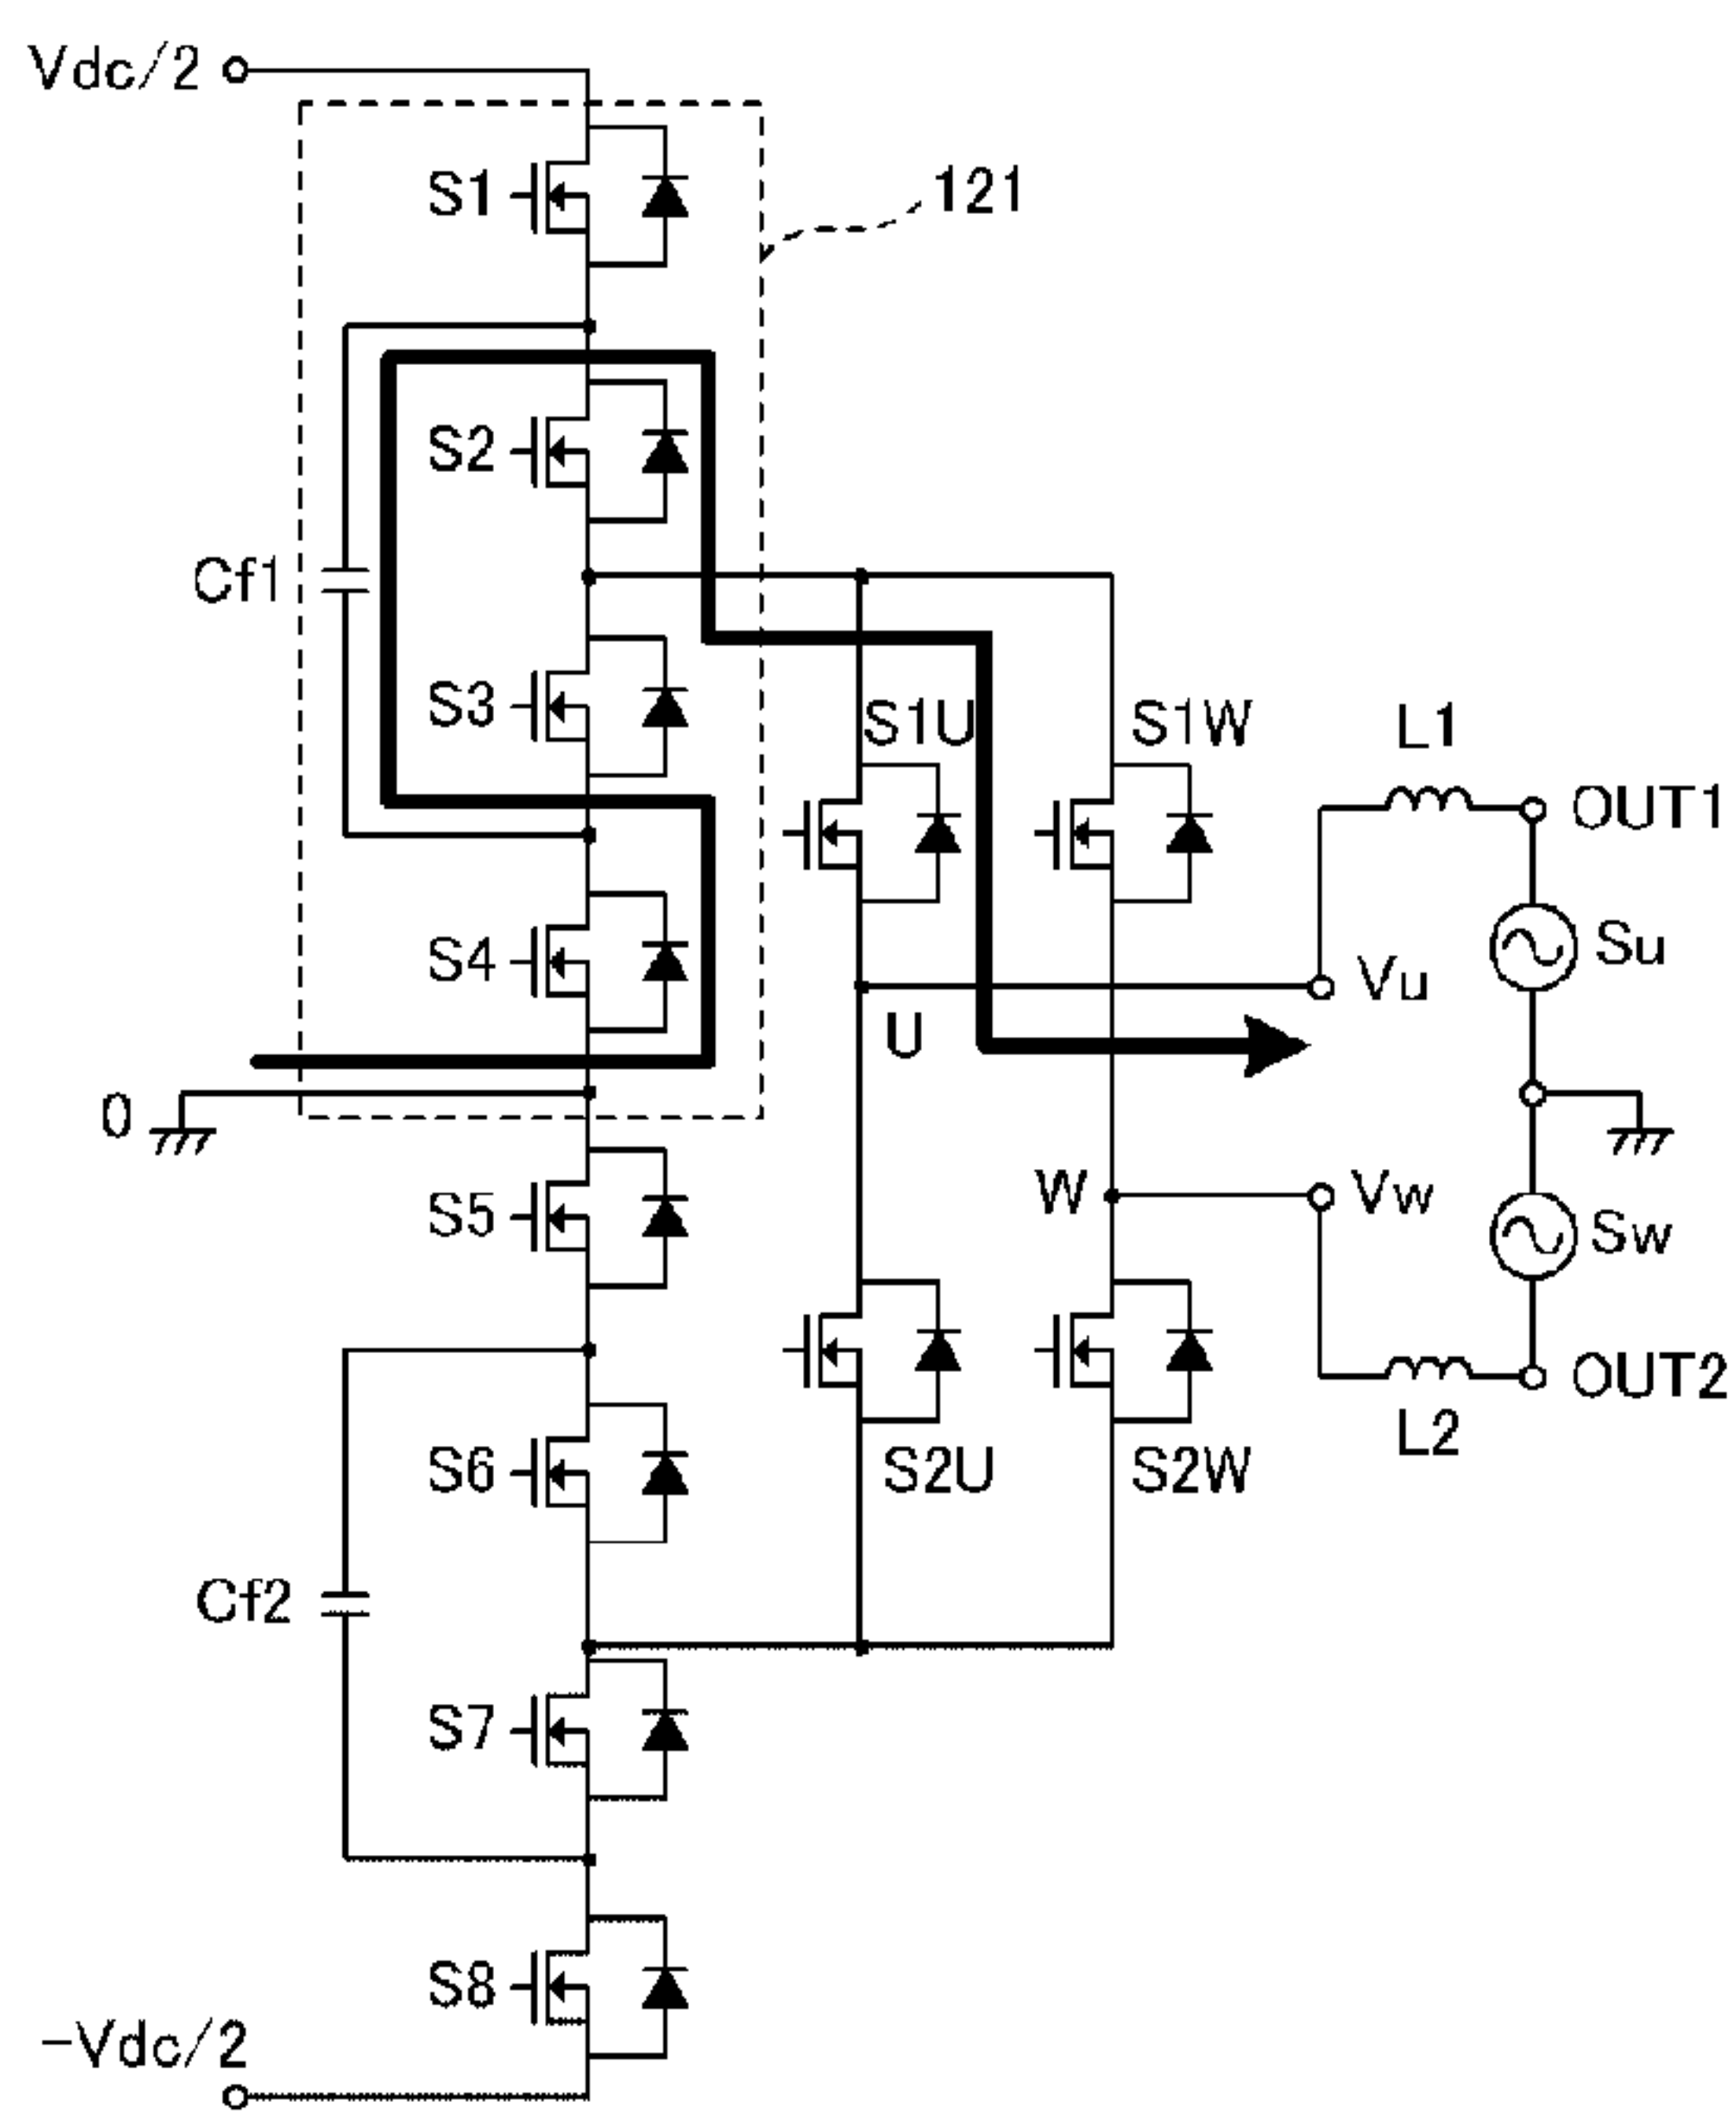 Vdc/2
S1
121
S2
Cf1
S3
S1U
S1W
L1
OUT1
S4
Su
Vu
U
0
W
Vw
S5
Sw
OUT2
L2
S6
S2U
S2W
Cf2
S7
S8
-Vdc/2